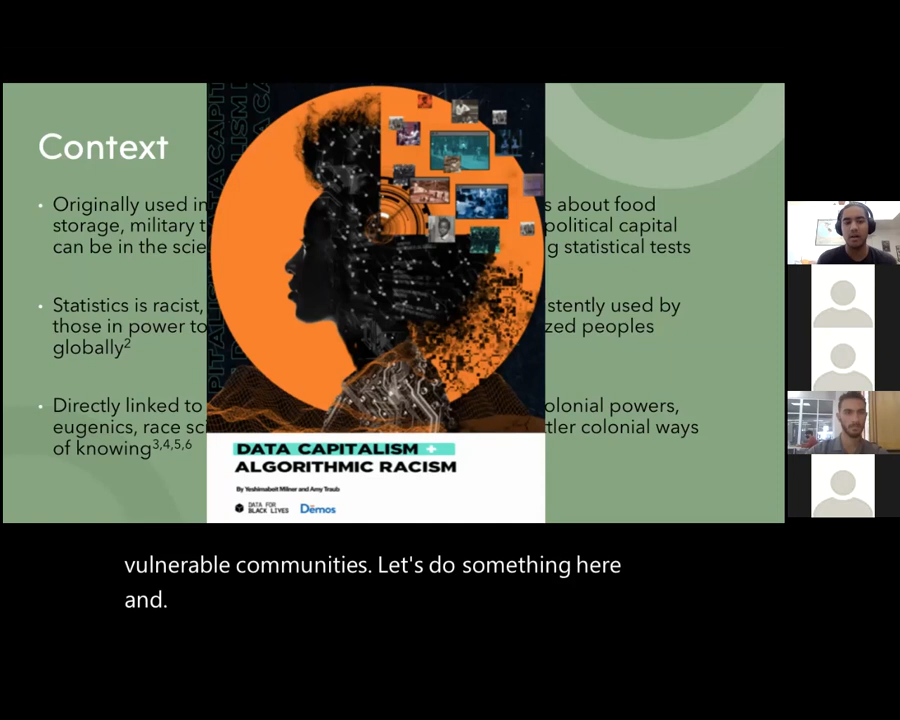 Context
• Originally used in s about food
storage, military t political capital
can be in the scie g statistical tests
• Statistics is racist, stently used by
those in power to zed peoples
globally2
• Directly linked to olonial powers,
eugenics, race sci tler colonial ways
of knowing3,4,5,6
DATA CAPITALISM +
ALGORITHMIC RACISM
By Yeshimabeit Milner and Amy Traub
DATA FOR
BLACK LIVES
Dēmos
vulnerable communities. Let's do something here
and.